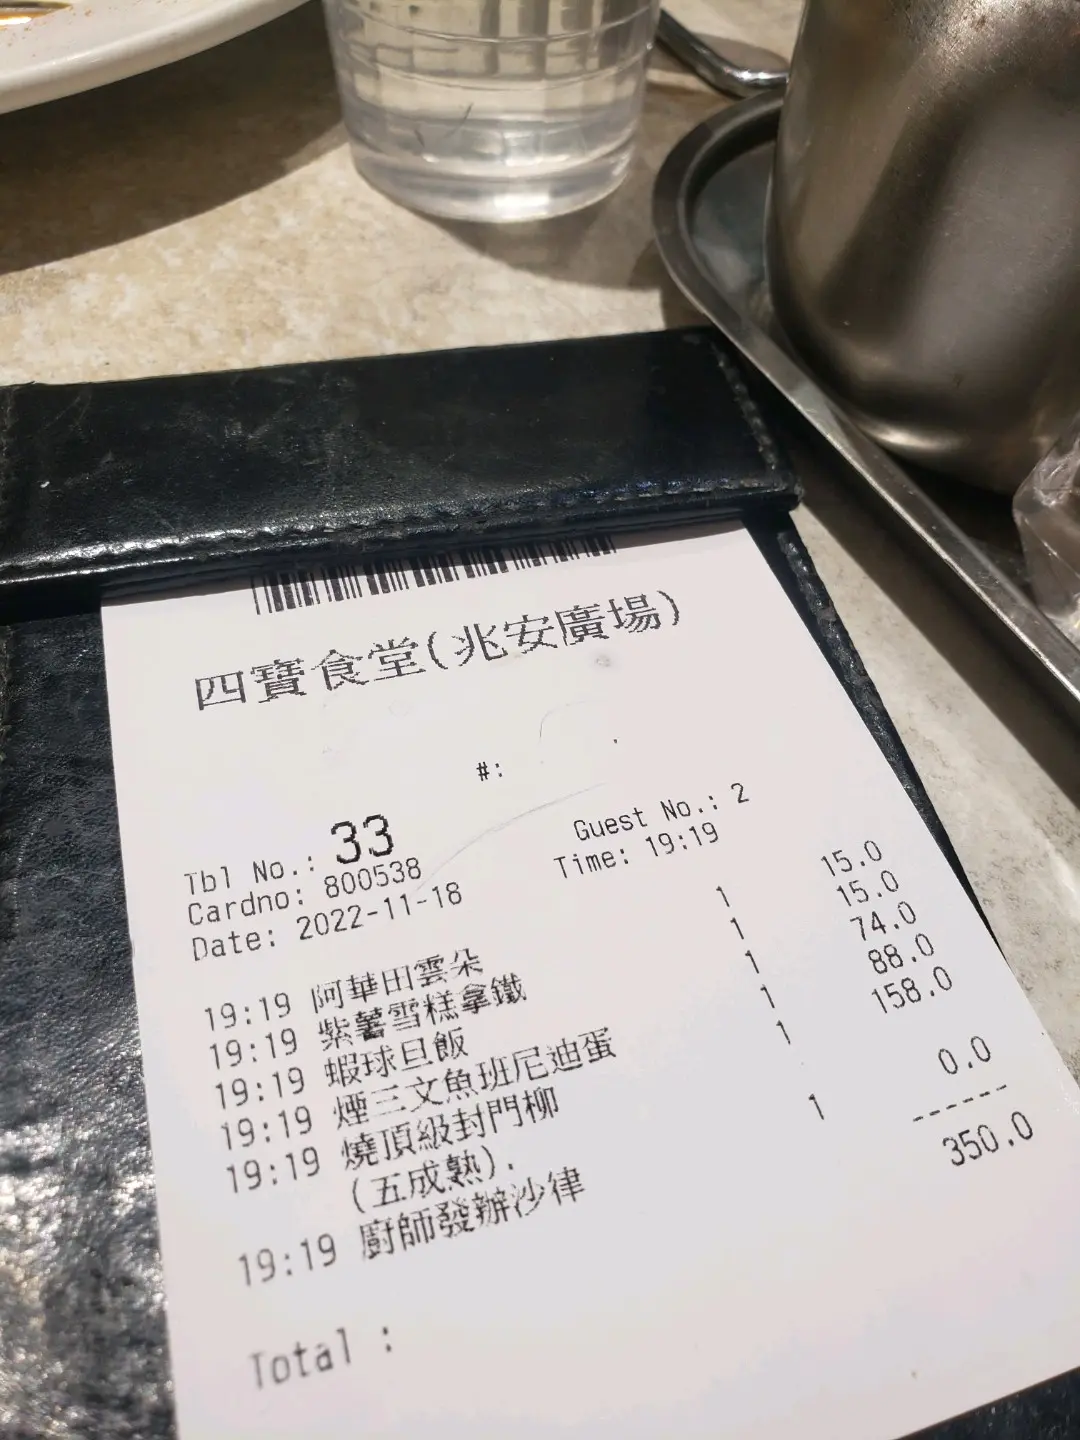 四寶食堂(兆安廣場)
#:
Tbl No.: 33 Guest No.: 2
Cardno: 800538 Time: 19:19
Date: 2022-11-18
19:19 阿華田雲朵 1 15.0
19:19 紫薯雪糕拿鐵 1 15.0
19:19 蝦球旦飯 1 74.0
19:19 煙三文魚班尼迪蛋 1 88.0
19:19 燒頂級封門柳 1 158.0
(五成熟).
19:19 廚師發辦沙律 1 0.0
Total : 350.0